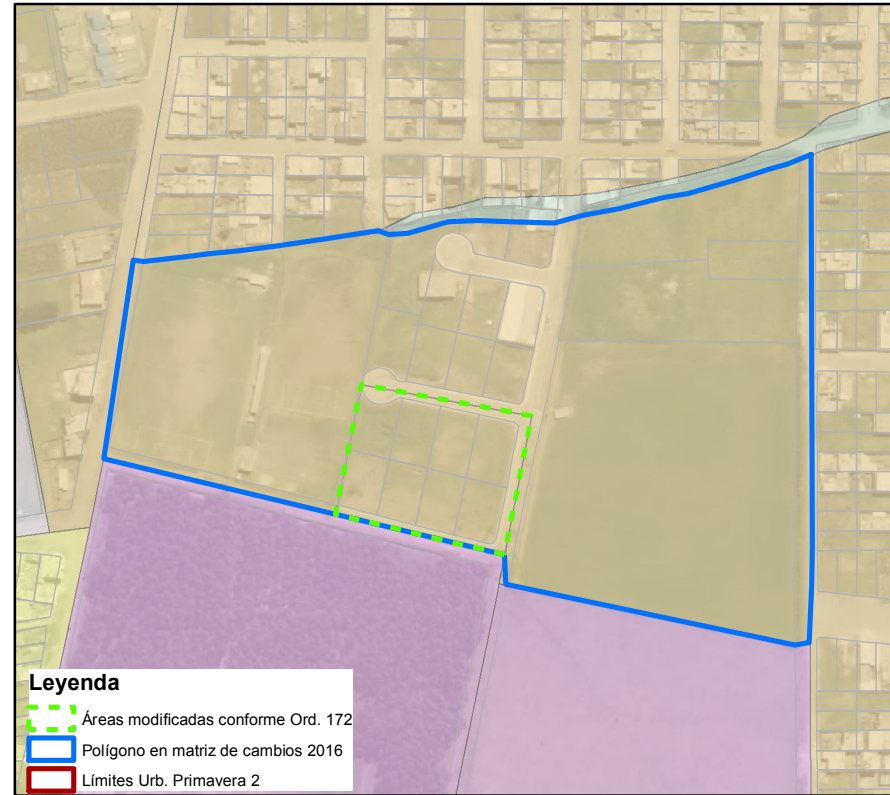 Leyenda
Áreas modificadas conforme Ord. 172
Polígono en matriz de cambios 2016
Límites Urb. Primavera 2